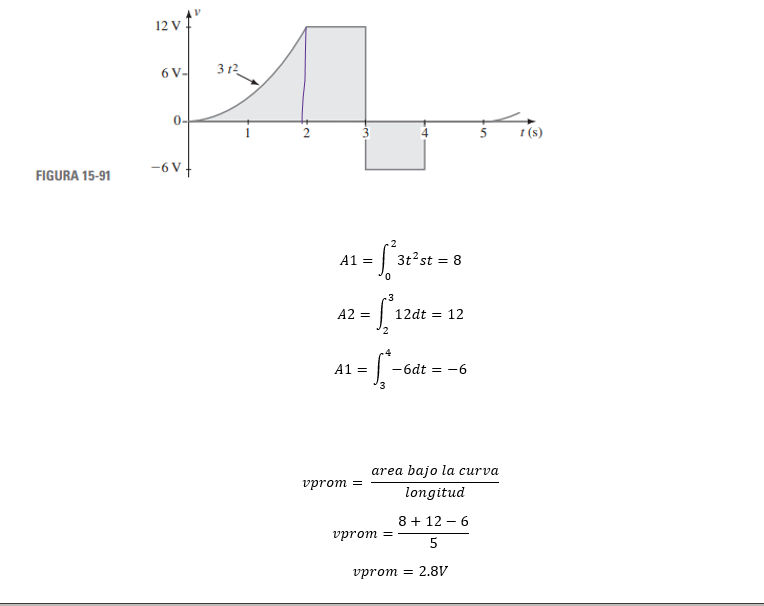 v
12 V
6 V
3 t²
0
1 2 3 4 5 t (s)
−6 V
FIGURA 15-91
A1 = ∫₀² 3t²st = 8
A2 = ∫₂³ 12dt = 12
A1 = ∫₃⁴ −6dt = −6
vprom = area bajo la curva / longitud
vprom = 8 + 12 − 6 / 5
vprom = 2.8V